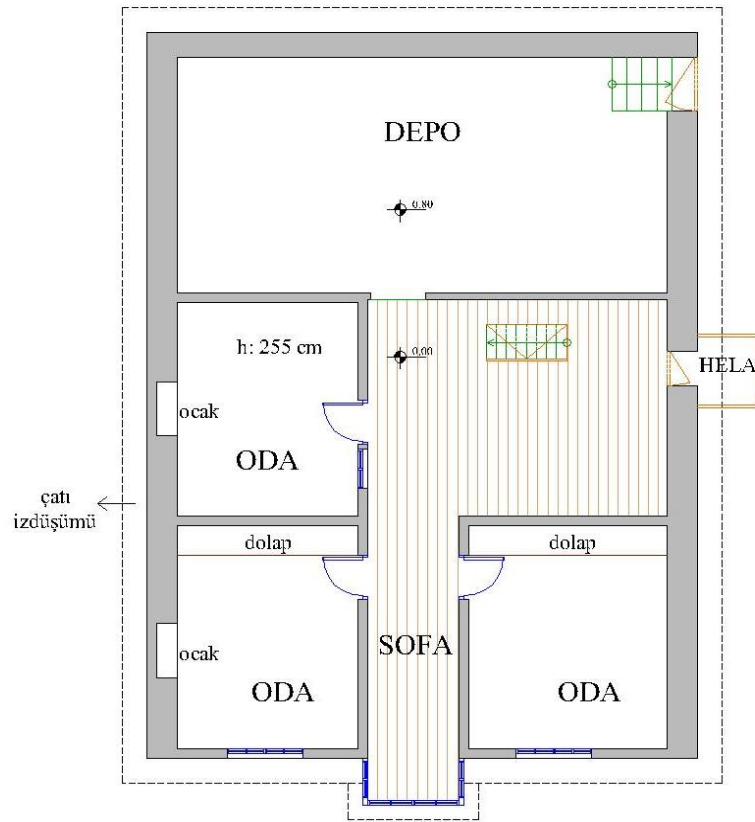 DEPO
0.80
h: 255 cm
0.00
HELA
ocak
ODA
çatı
izdüşümü
dolap
dolap
ocak
SOFA
ODA
ODA